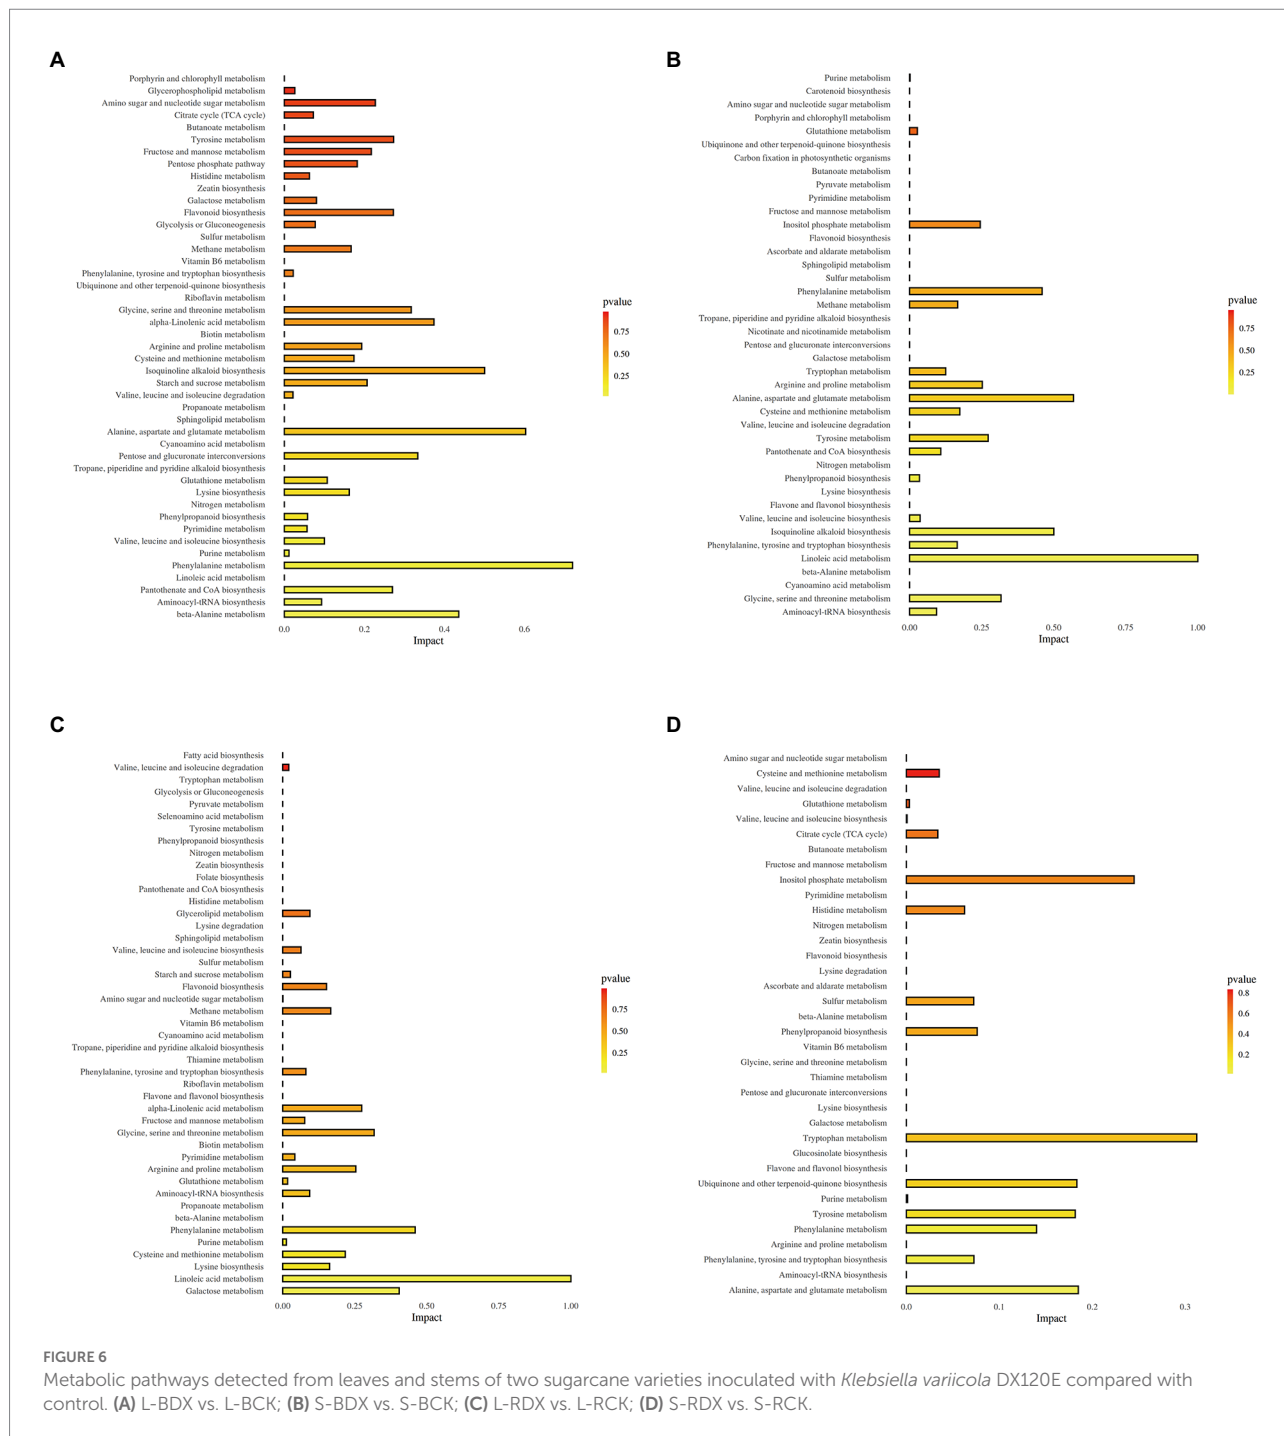 A
Porphyrin and chlorophyll metabolism
Glycerophospholipid metabolism
Amino sugar and nucleotide sugar metabolism
Citrate cycle (TCA cycle)
Butanoate metabolism
Tyrosine metabolism
Fructose and mannose metabolism
Pentose phosphate pathway
Histidine metabolism
Zeatin biosynthesis
Galactose metabolism
Flavonoid biosynthesis
Glycolysis or Gluconeogenesis
Sulfur metabolism
Methane metabolism
Vitamin B6 metabolism
Phenylalanine, tyrosine and tryptophan biosynthesis
Ubiquinone and other terpenoid-quinone biosynthesis
Riboflavin metabolism
Glycine, serine and threonine metabolism
alpha-Linolenic acid metabolism
Biotin metabolism
Arginine and proline metabolism
Cysteine and methionine metabolism
Isoquinoline alkaloid biosynthesis
Starch and sucrose metabolism
Valine, leucine and isoleucine degradation
Propanoate metabolism
Sphingolipid metabolism
Alanine, aspartate and glutamate metabolism
Cyanoamino acid metabolism
Pentose and glucuronate interconversions
Tropane, piperidine and pyridine alkaloid biosynthesis
Glutathione metabolism
Lysine biosynthesis
Nitrogen metabolism
Phenylpropanoid biosynthesis
Pyrimidine metabolism
Valine, leucine and isoleucine biosynthesis
Purine metabolism
Phenylalanine metabolism
Linoleic acid metabolism
Pantothenate and CoA biosynthesis
Aminoacyl-tRNA biosynthesis
beta-Alanine metabolism
0.0 0.2 0.4 0.6
Impact
pvalue
0.75
0.50
0.25
B
Purine metabolism
Carotenoid biosynthesis
Amino sugar and nucleotide sugar metabolism
Porphyrin and chlorophyll metabolism
Glutathione metabolism
Ubiquinone and other terpenoid-quinone biosynthesis
Carbon fixation in photosynthetic organisms
Butanoate metabolism
Pyruvate metabolism
Pyrimidine metabolism
Fructose and mannose metabolism
Inositol phosphate metabolism
Flavonoid biosynthesis
Ascorbate and aldarate metabolism
Sphingolipid metabolism
Sulfur metabolism
Phenylalanine metabolism
Methane metabolism
Tropane, piperidine and pyridine alkaloid biosynthesis
Nicotinate and nicotinamide metabolism
Pentose and glucuronate interconversions
Galactose metabolism
Tryptophan metabolism
Arginine and proline metabolism
Alanine, aspartate and glutamate metabolism
Cysteine and methionine metabolism
Valine, leucine and isoleucine degradation
Tyrosine metabolism
Pantothenate and CoA biosynthesis
Nitrogen metabolism
Phenylpropanoid biosynthesis
Lysine biosynthesis
Flavone and flavonol biosynthesis
Valine, leucine and isoleucine biosynthesis
Isoquinoline alkaloid biosynthesis
Phenylalanine, tyrosine and tryptophan biosynthesis
Linoleic acid metabolism
beta-Alanine metabolism
Cyanoamino acid metabolism
Glycine, serine and threonine metabolism
Aminoacyl-tRNA biosynthesis
0.00 0.25 0.50 0.75 1.00
Impact
pvalue
0.75
0.50
0.25
C
Fatty acid biosynthesis
Valine, leucine and isoleucine degradation
Tryptophan metabolism
Glycolysis or Gluconeogenesis
Pyruvate metabolism
Selenoamino acid metabolism
Tyrosine metabolism
Phenylpropanoid biosynthesis
Nitrogen metabolism
Zeatin biosynthesis
Folate biosynthesis
Pantothenate and CoA biosynthesis
Histidine metabolism
Glycerolipid metabolism
Lysine degradation
Sphingolipid metabolism
Valine, leucine and isoleucine biosynthesis
Sulfur metabolism
Starch and sucrose metabolism
Flavonoid biosynthesis
Amino sugar and nucleotide sugar metabolism
Methane metabolism
Vitamin B6 metabolism
Cyanoamino acid metabolism
Tropane, piperidine and pyridine alkaloid biosynthesis
Thiamine metabolism
Phenylalanine, tyrosine and tryptophan biosynthesis
Riboflavin metabolism
Flavone and flavonol biosynthesis
alpha-Linolenic acid metabolism
Fructose and mannose metabolism
Glycine, serine and threonine metabolism
Biotin metabolism
Pyrimidine metabolism
Arginine and proline metabolism
Glutathione metabolism
Aminoacyl-tRNA biosynthesis
Propanoate metabolism
beta-Alanine metabolism
Phenylalanine metabolism
Purine metabolism
Cysteine and methionine metabolism
Lysine biosynthesis
Linoleic acid metabolism
Galactose metabolism
0.00 0.25 0.50 0.75 1.00
Impact
pvalue
0.75
0.50
0.25
D
Amino sugar and nucleotide sugar metabolism
Cysteine and methionine metabolism
Valine, leucine and isoleucine degradation
Glutathione metabolism
Valine, leucine and isoleucine biosynthesis
Citrate cycle (TCA cycle)
Butanoate metabolism
Fructose and mannose metabolism
Inositol phosphate metabolism
Pyrimidine metabolism
Histidine metabolism
Nitrogen metabolism
Zeatin biosynthesis
Flavonoid biosynthesis
Lysine degradation
Ascorbate and aldarate metabolism
Sulfur metabolism
beta-Alanine metabolism
Phenylpropanoid biosynthesis
Vitamin B6 metabolism
Glycine, serine and threonine metabolism
Thiamine metabolism
Pentose and glucuronate interconversions
Lysine biosynthesis
Galactose metabolism
Tryptophan metabolism
Glucosinolate biosynthesis
Flavone and flavonol biosynthesis
Ubiquinone and other terpenoid-quinone biosynthesis
Purine metabolism
Tyrosine metabolism
Phenylalanine metabolism
Arginine and proline metabolism
Phenylalanine, tyrosine and tryptophan biosynthesis
Aminoacyl-tRNA biosynthesis
Alanine, aspartate and glutamate metabolism
0.0 0.1 0.2 0.3
Impact
pvalue
0.8
0.6
0.4
0.2
FIGURE 6
Metabolic pathways detected from leaves and stems of two sugarcane varieties inoculated with Klebsiella variicola DX120E compared with
control. (A) L-BDX vs. L-BCK; (B) S-BDX vs. S-BCK; (C) L-RDX vs. L-RCK; (D) S-RDX vs. S-RCK.